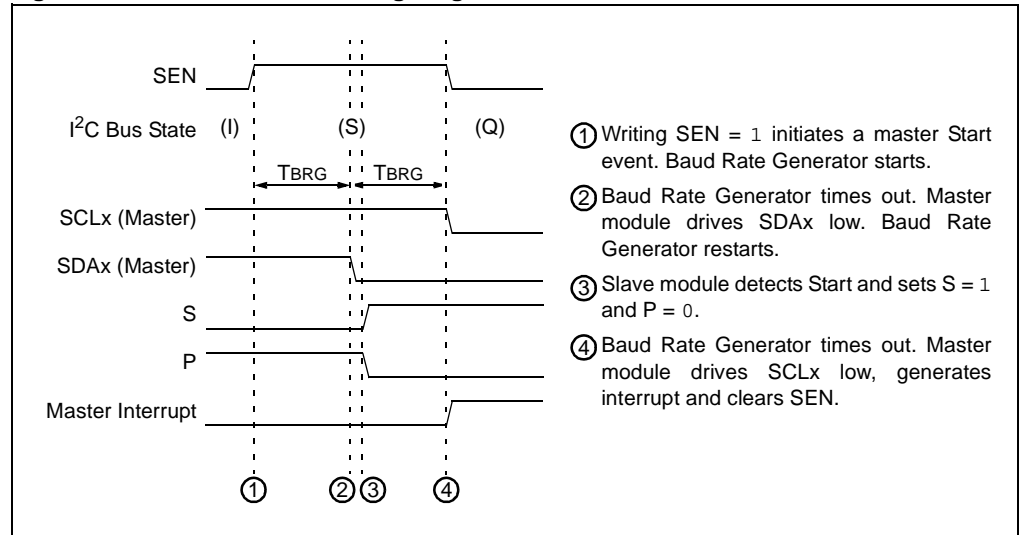 SEN
I2C Bus State (I) (S) (Q)
TBRG TBRG
SCLx (Master)
SDAx (Master)
S
P
Master Interrupt
1 2 3 4
1 Writing SEN = 1 initiates a master Start
event. Baud Rate Generator starts.
2 Baud Rate Generator times out. Master
module drives SDAx low. Baud Rate
Generator restarts.
3 Slave module detects Start and sets S = 1
and P = 0.
4 Baud Rate Generator times out. Master
module drives SCLx low, generates
interrupt and clears SEN.